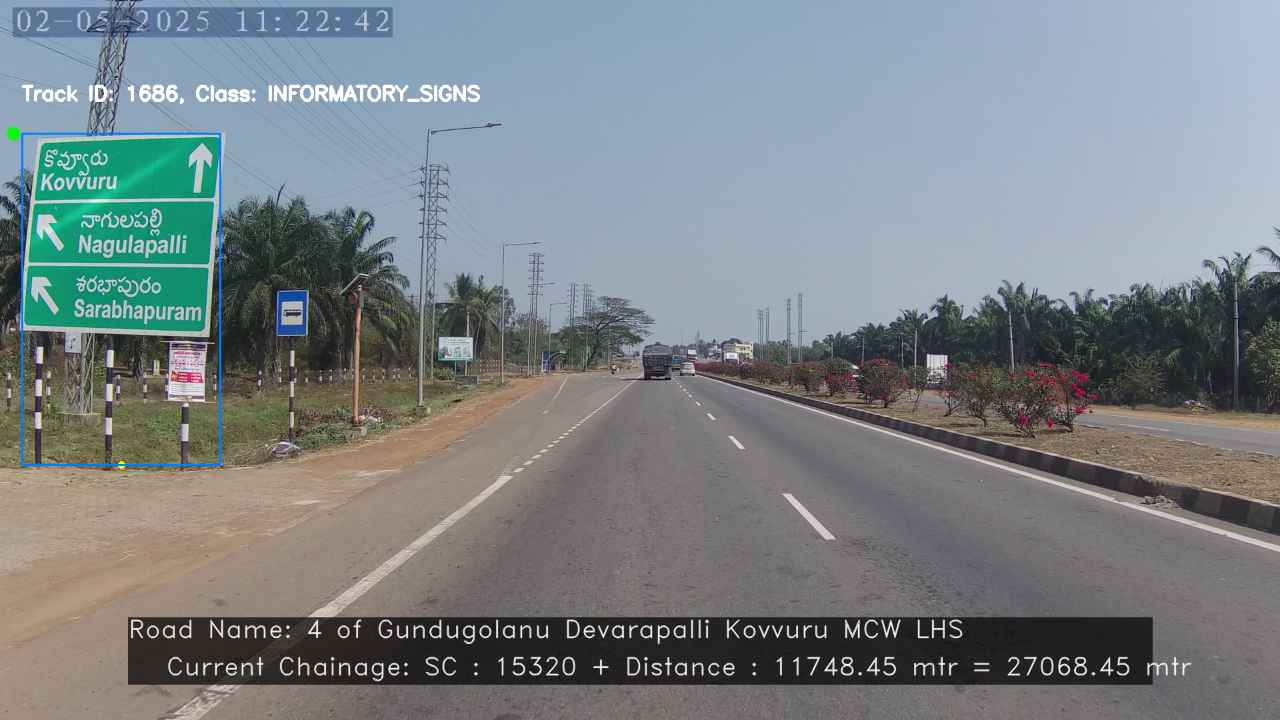 02-05-2025 11:22:42
Track ID: 1686, Class: INFORMATORY_SIGNS
కొవ్వూరు
Kovvuru
నాగులపల్లి
Nagulapalli
శరభాపురం
Sarabhapuram
Road Name: 4 of Gundugolanu Devarapalli Kovvuru MCW LHS
Current Chainage: SC : 15320 + Distance : 11748.45 mtr = 27068.45 mtr